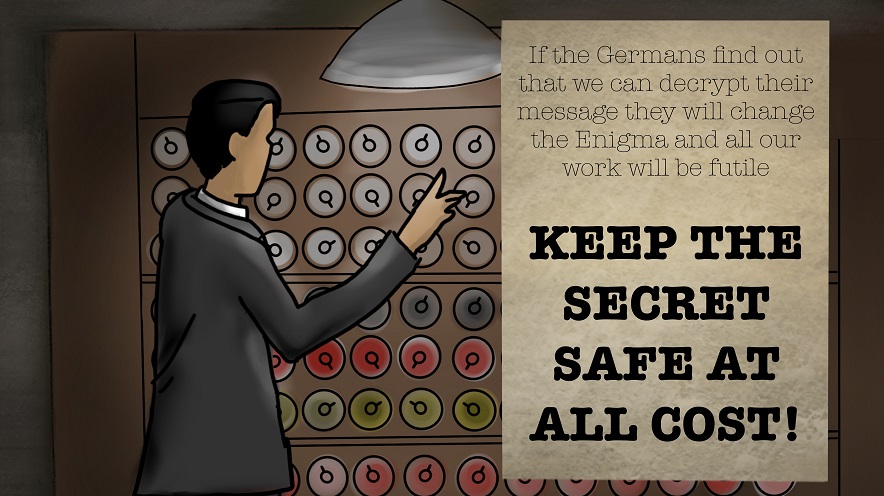 If the Germans find out
that we can decrypt their
message they will change
the Enigma and all our
work will be futile
KEEP THE
SECRET
SAFE AT
ALL COST!